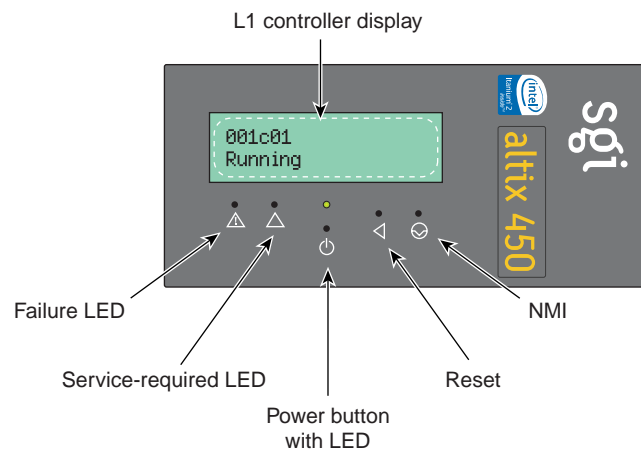 L1 controller display
001c01
Running
intel
Itanium 2
inside
sgi
altix 450
Failure LED
NMI
Service-required LED
Reset
Power button
with LED